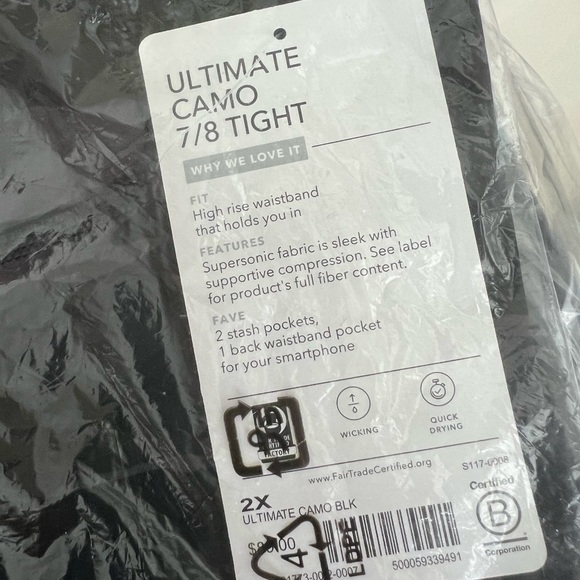 ULTIMATE
CAMO
7/8 TIGHT
WHY WE LOVE IT
FIT
High rise waistband
that holds you in
FEATURES
Supersonic fabric is sleek with
supportive compression. See label
for product's full fiber content.
FAVE
2 stash pockets,
1 back waistband pocket
for your smartphone
WICKING
QUICK
DRYING
FACTORY
www.FairTradeCertified.org
S117-0008
2X
ULTIMATE CAMO BLK
Certified
B
Corporation
4
LDPE
500059339491